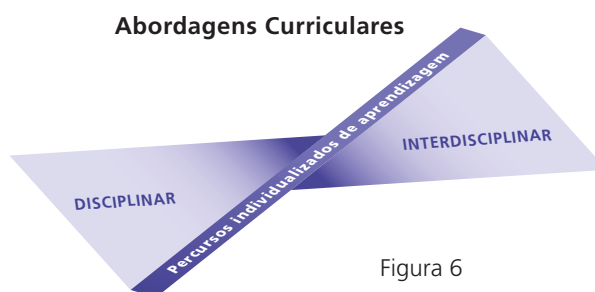 Abordagens Curriculares
Percursos individualizados de aprendizagem
INTERDISCIPLINAR
DISCIPLINAR
Figura 6